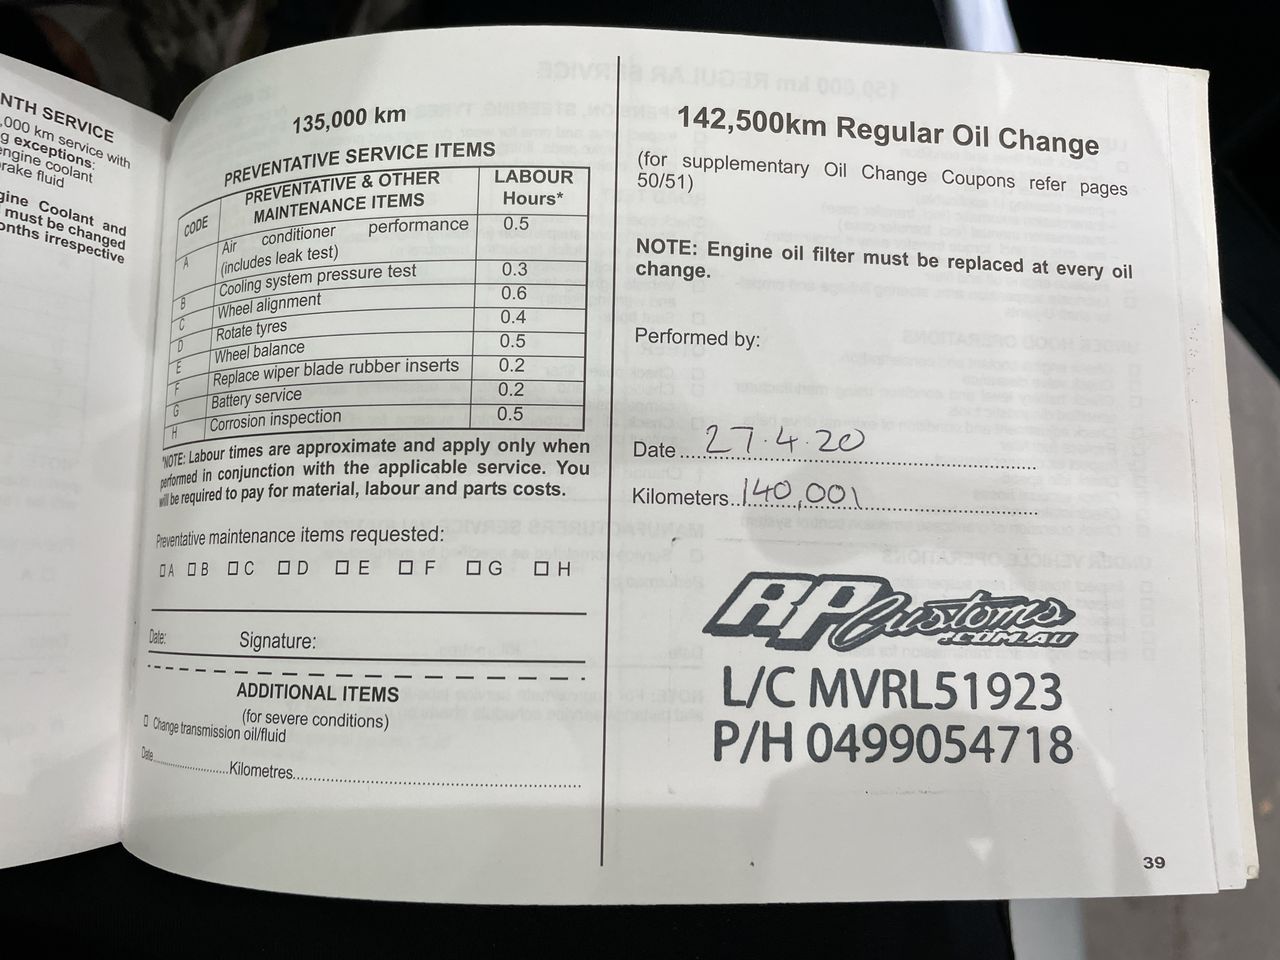 NTH SERVICE
,000 km service with
g exceptions:
engine coolant
rake fluid
gine Coolant and
must be changed
onths irrespective
135,000 km
PREVENTATIVE SERVICE ITEMS
CODE PREVENTATIVE & OTHER MAINTENANCE ITEMS LABOUR Hours*
A Air conditioner performance (includes leak test) 0.5
B Cooling system pressure test 0.3
C Wheel alignment 0.6
D Rotate tyres 0.4
E Wheel balance 0.5
F Replace wiper blade rubber inserts 0.2
G Battery service 0.2
H Corrosion inspection 0.5
*NOTE: Labour times are approximate and apply only when
performed in conjunction with the applicable service. You
will be required to pay for material, labour and parts costs.
Preventative maintenance items requested:
A B C D E F G H
Date: Signature:
ADDITIONAL ITEMS
(for severe conditions)
Change transmission oil/fluid
Date..........................Kilometres..........................
142,500km Regular Oil Change
(for supplementary Oil Change Coupons refer pages
50/51)
NOTE: Engine oil filter must be replaced at every oil
change.
Performed by:
Date 27.4.20
Kilometers 140,001
RP Customs
.COM.AU
L/C MVRL51923
P/H 0499054718
39